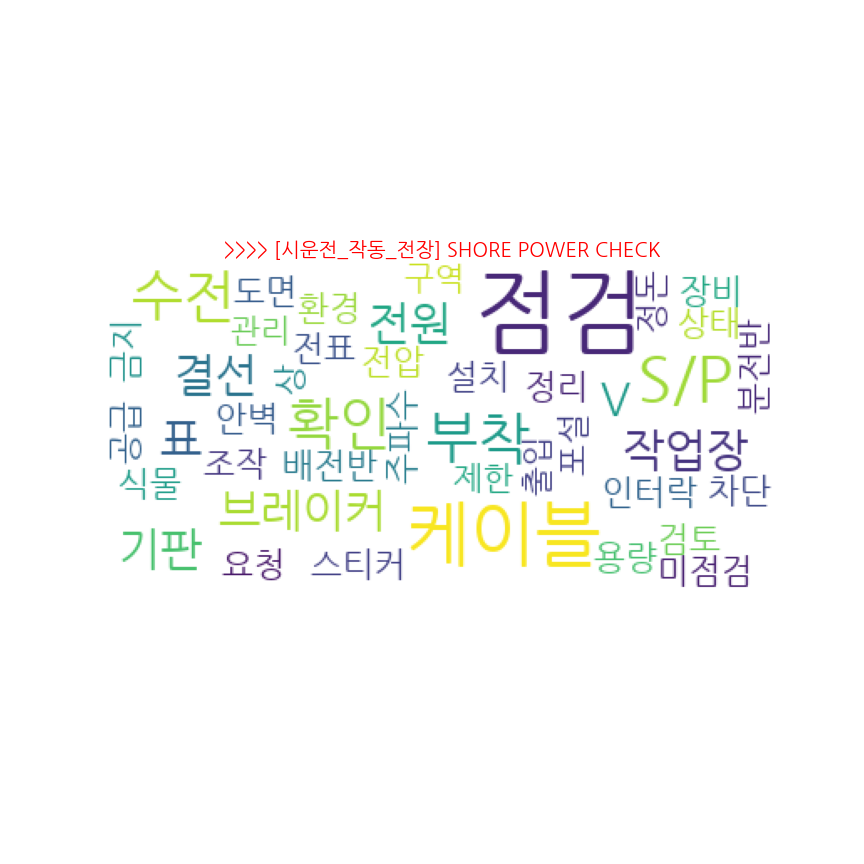 >>>> [시운전_작동_전장] SHORE POWER CHECK
수전
도면
구역
점검
정돈
장비
환경
관리
전원
상태
금지
전표
전압
분전반
결선
상
설치
정리
V
S/P
공급
표
안벽
확인
주파수
부착
출입
포설
작업장
식물
조작
배전반
제한
인터락
차단
브레이커
케이블
기판
요청
스티커
용량
검토
미점검